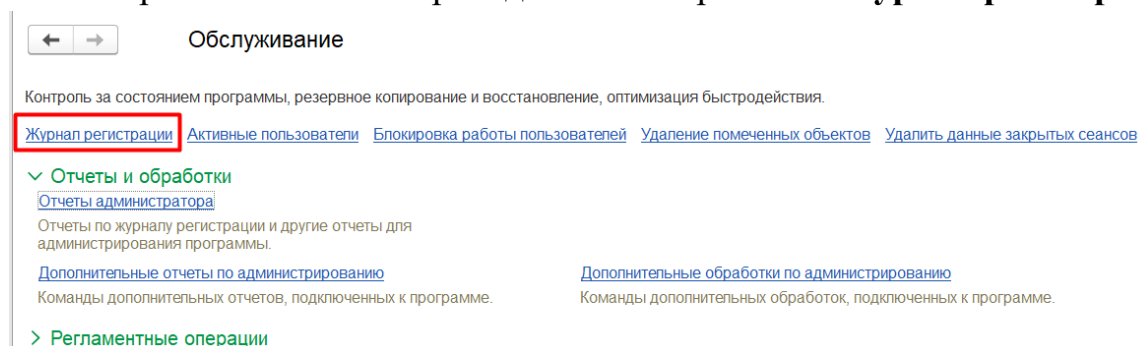 Обслуживание
Контроль за состоянием программы, резервное копирование и восстановление, оптимизация быстродействия.
Журнал регистрации Активные пользователи Блокировка работы пользователей Удаление помеченных объектов Удалить данные закрытых сеансов
Отчеты и обработки
Отчеты администратора
Отчеты по журналу регистрации и другие отчеты для
администрирования программы.
Дополнительные отчеты по администрированию Дополнительные обработки по администрированию
Команды дополнительных отчетов, подключенных к программе. Команды дополнительных обработок, подключенных к программе.
Регламентные операции